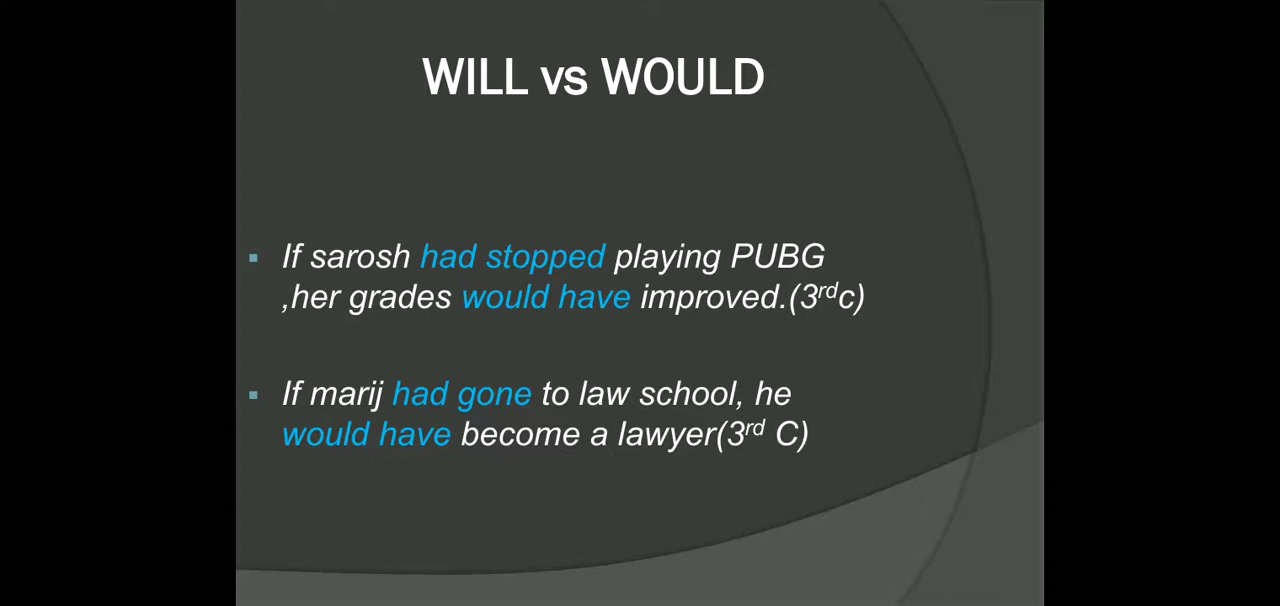 WILL vs WOULD
▪ If sarosh had stopped playing PUBG
,her grades would have improved.(3rdc)
▪ If marij had gone to law school, he
would have become a lawyer(3rd C)